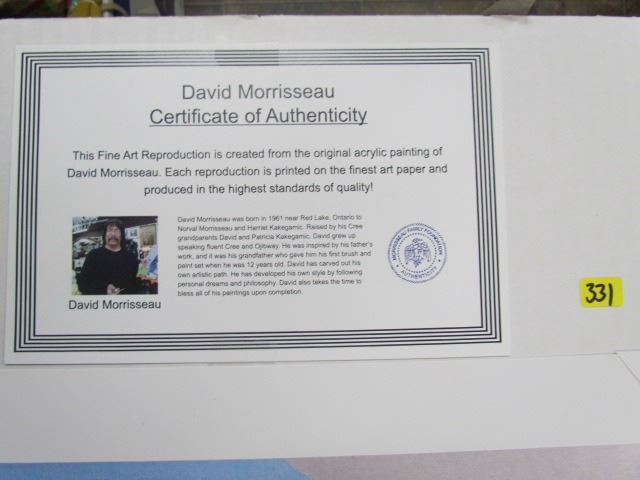 David Morrisseau
Certificate of Authenticity
This Fine Art Reproduction is created from the original acrylic painting of
David Morrisseau. Each reproduction is printed on the finest art paper and
produced in the highest standards of quality!
David Morrisseau was born in 1961 near Red Lake, Ontario to
Norval Morrisseau and Harriet Kakegamic. Raised by his Cree
grandparents David and Patricia Kakegamic, David grew up
speaking fluent Cree and Ojibway. He was inspired by his father's
work, and it was his grandfather who gave him his first brush and
paint set when he was 12 years old. David has carved out his
own artistic path. He has developed his own style by following
personal dreams and philosophy. David also takes the time to
bless all of his paintings upon completion.
David Morrisseau
MORRISSEAU FAMILY FOUNDATION
AUTHENTICITY
331